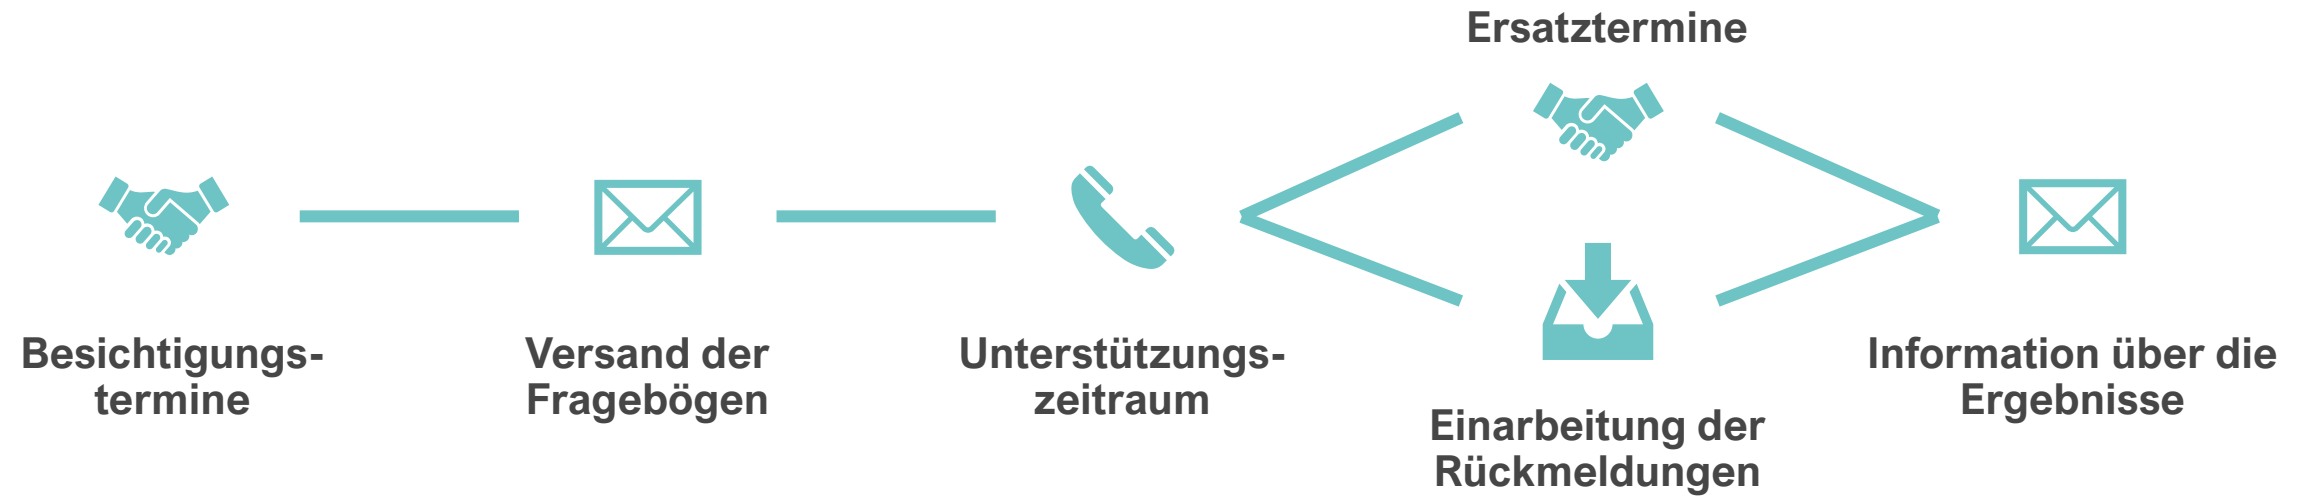 Ersatztermine
Besichtigungs-
termine
Versand der
Fragebögen
Unterstützungs-
zeitraum
Einarbeitung der
Rückmeldungen
Information über die
Ergebnisse